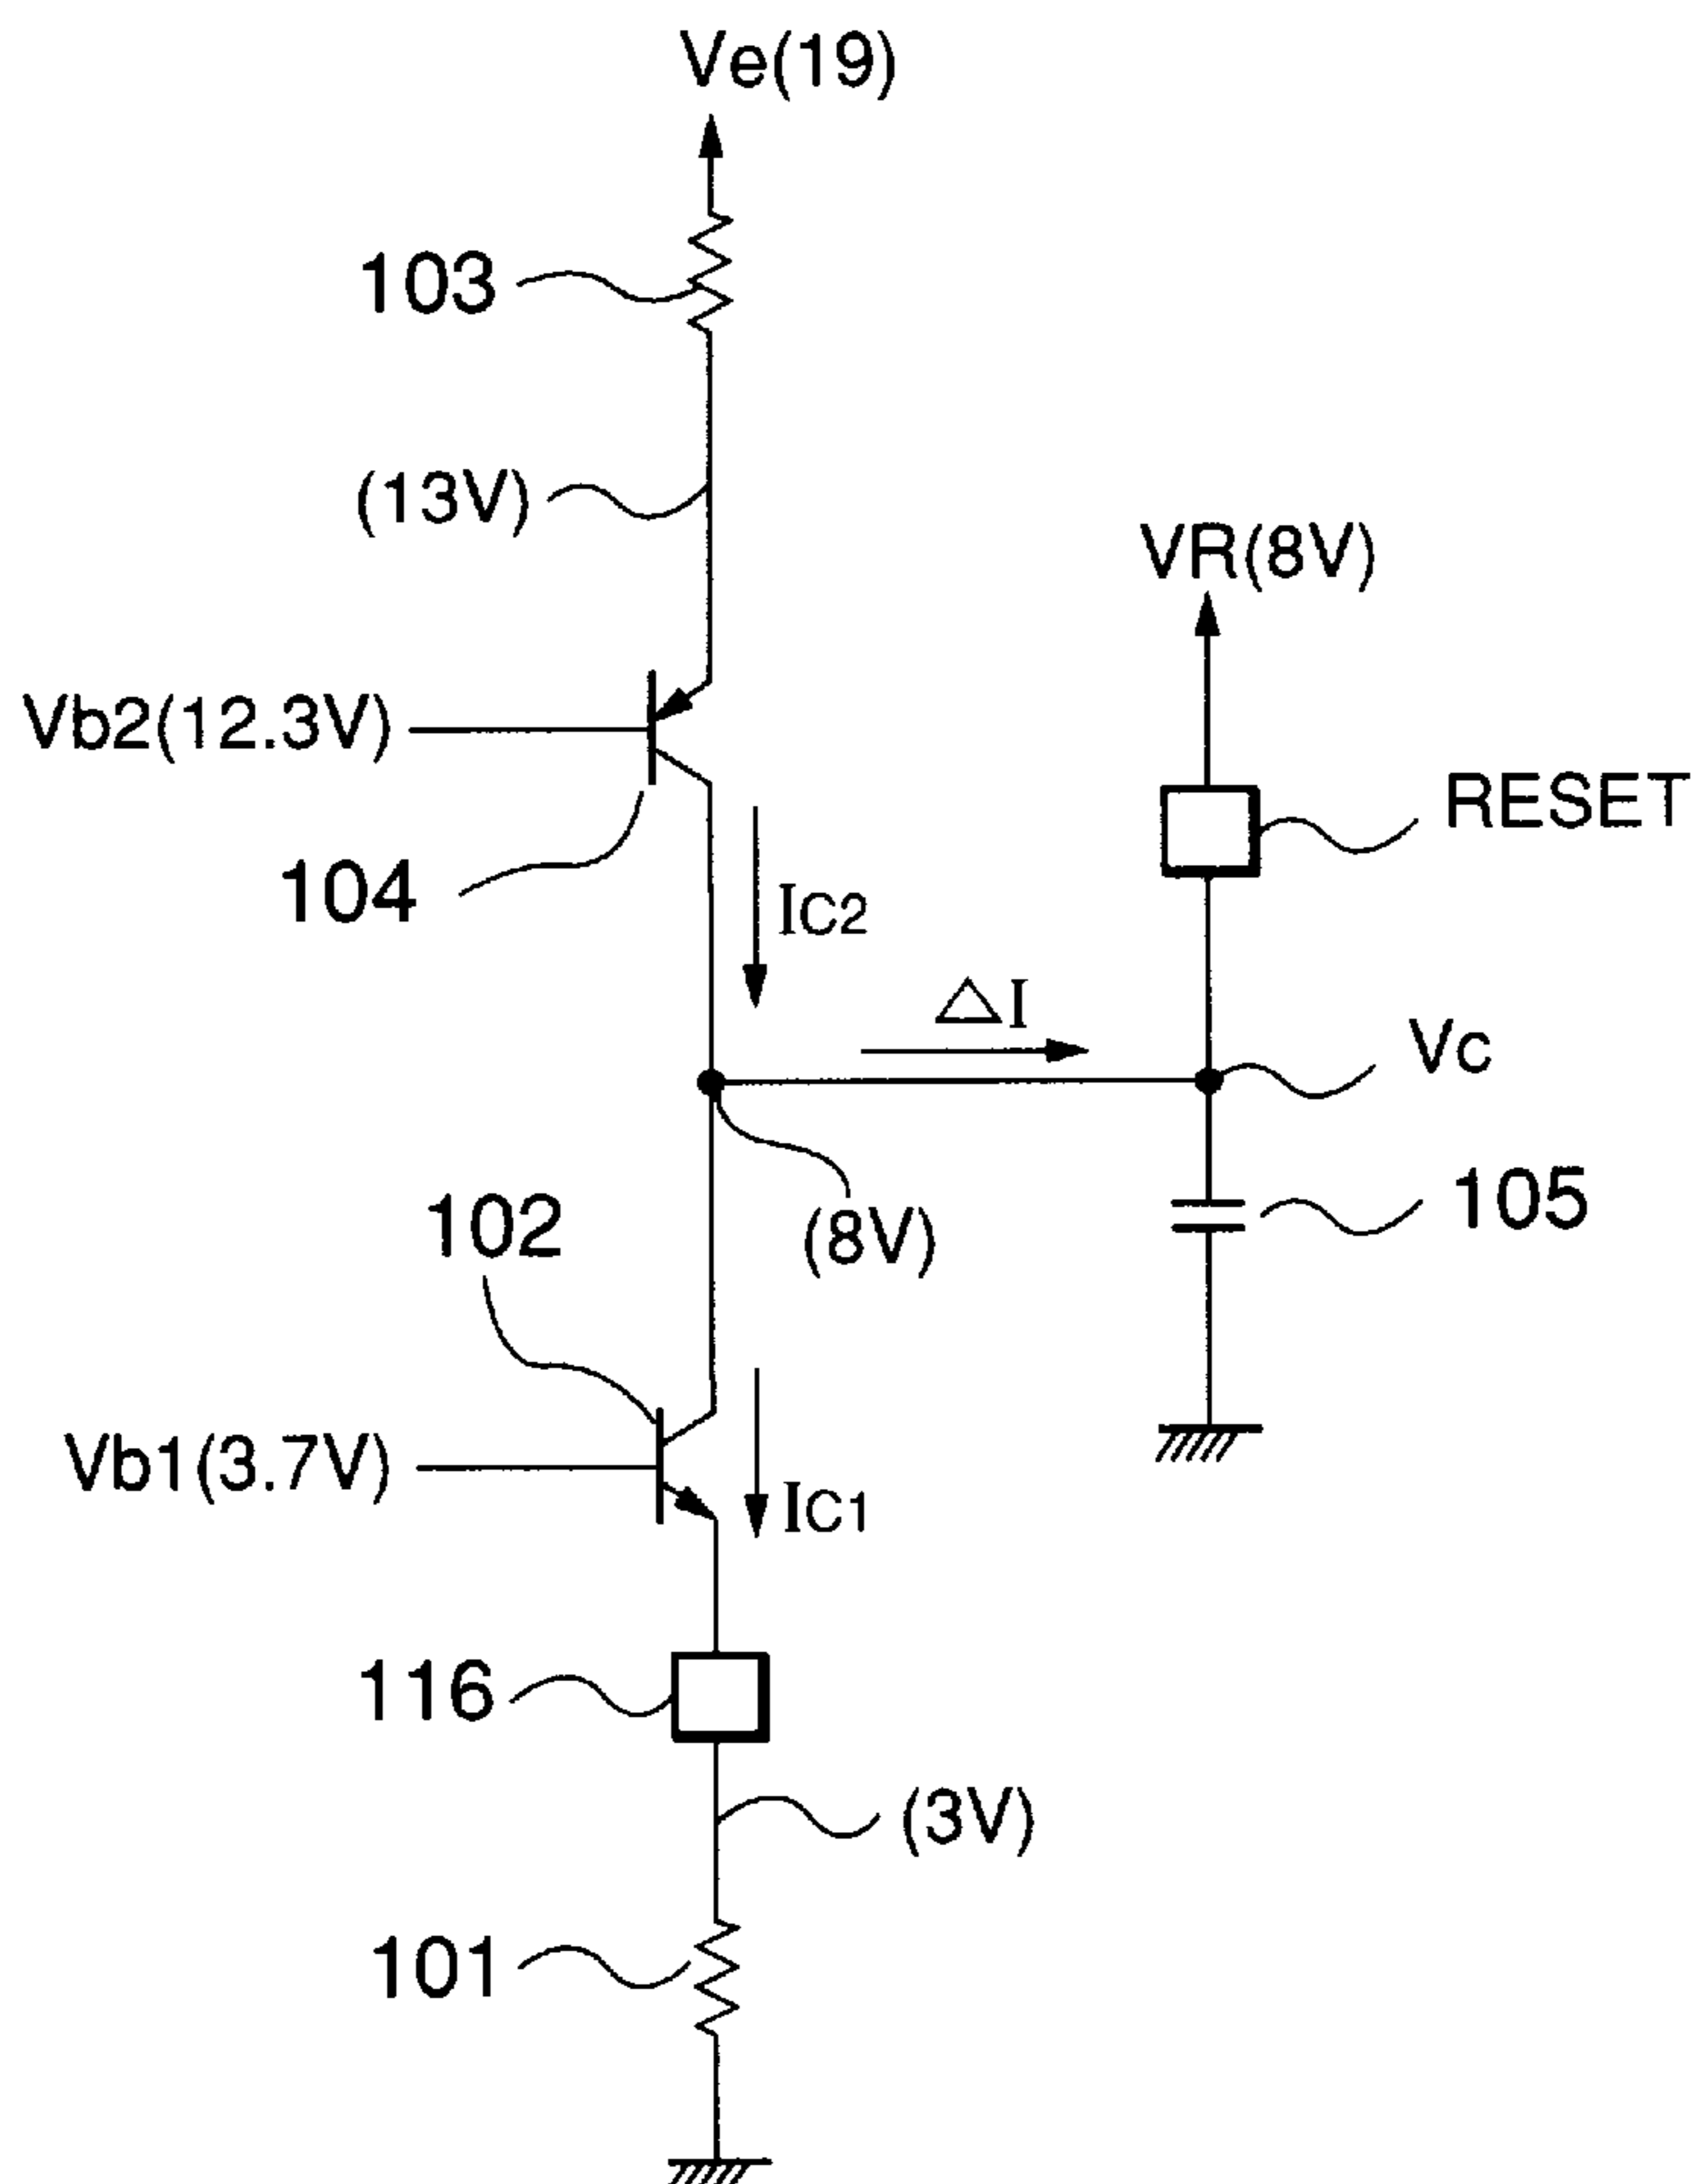 Ve(19)
103
(13V)
VR(8V)
Vb2(12.3V)
RESET
104
IC2
△I
Vc
105
102
(8V)
Vb1(3.7V)
IC1
116
(3V)
101